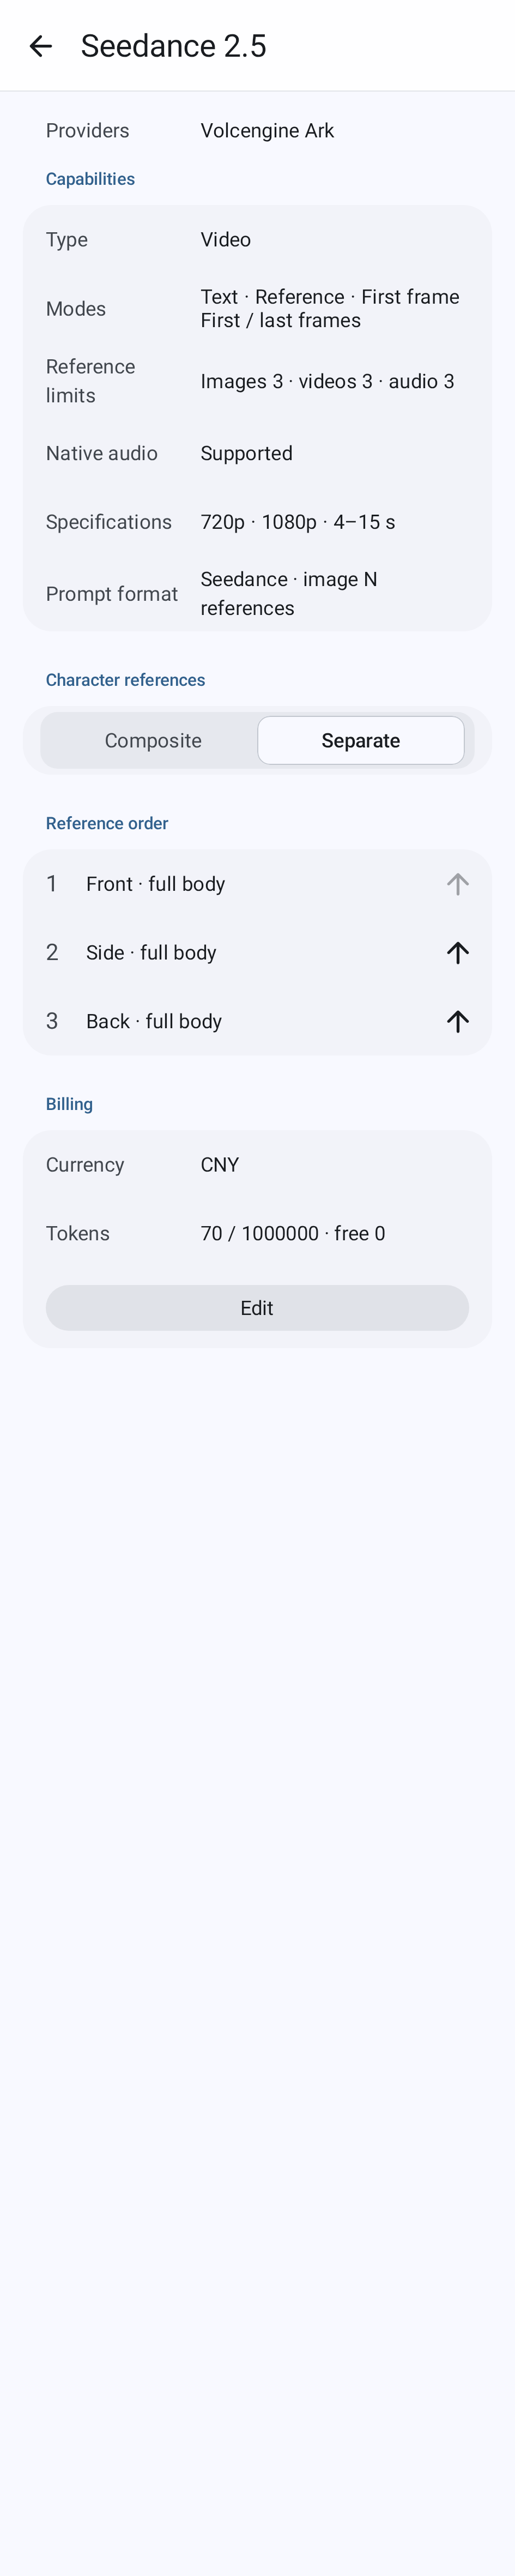 Seedance 2.5
Providers Volcengine Ark
Capabilities
Type Video
Modes Text · Reference · First frame
First / last frames
Reference limits Images 3 · videos 3 · audio 3
Native audio Supported
Specifications 720p · 1080p · 4–15 s
Prompt format Seedance · image N
references
Character references
Composite Separate
Reference order
1 Front · full body
2 Side · full body
3 Back · full body
Billing
Currency CNY
Tokens 70 / 1000000 · free 0
Edit